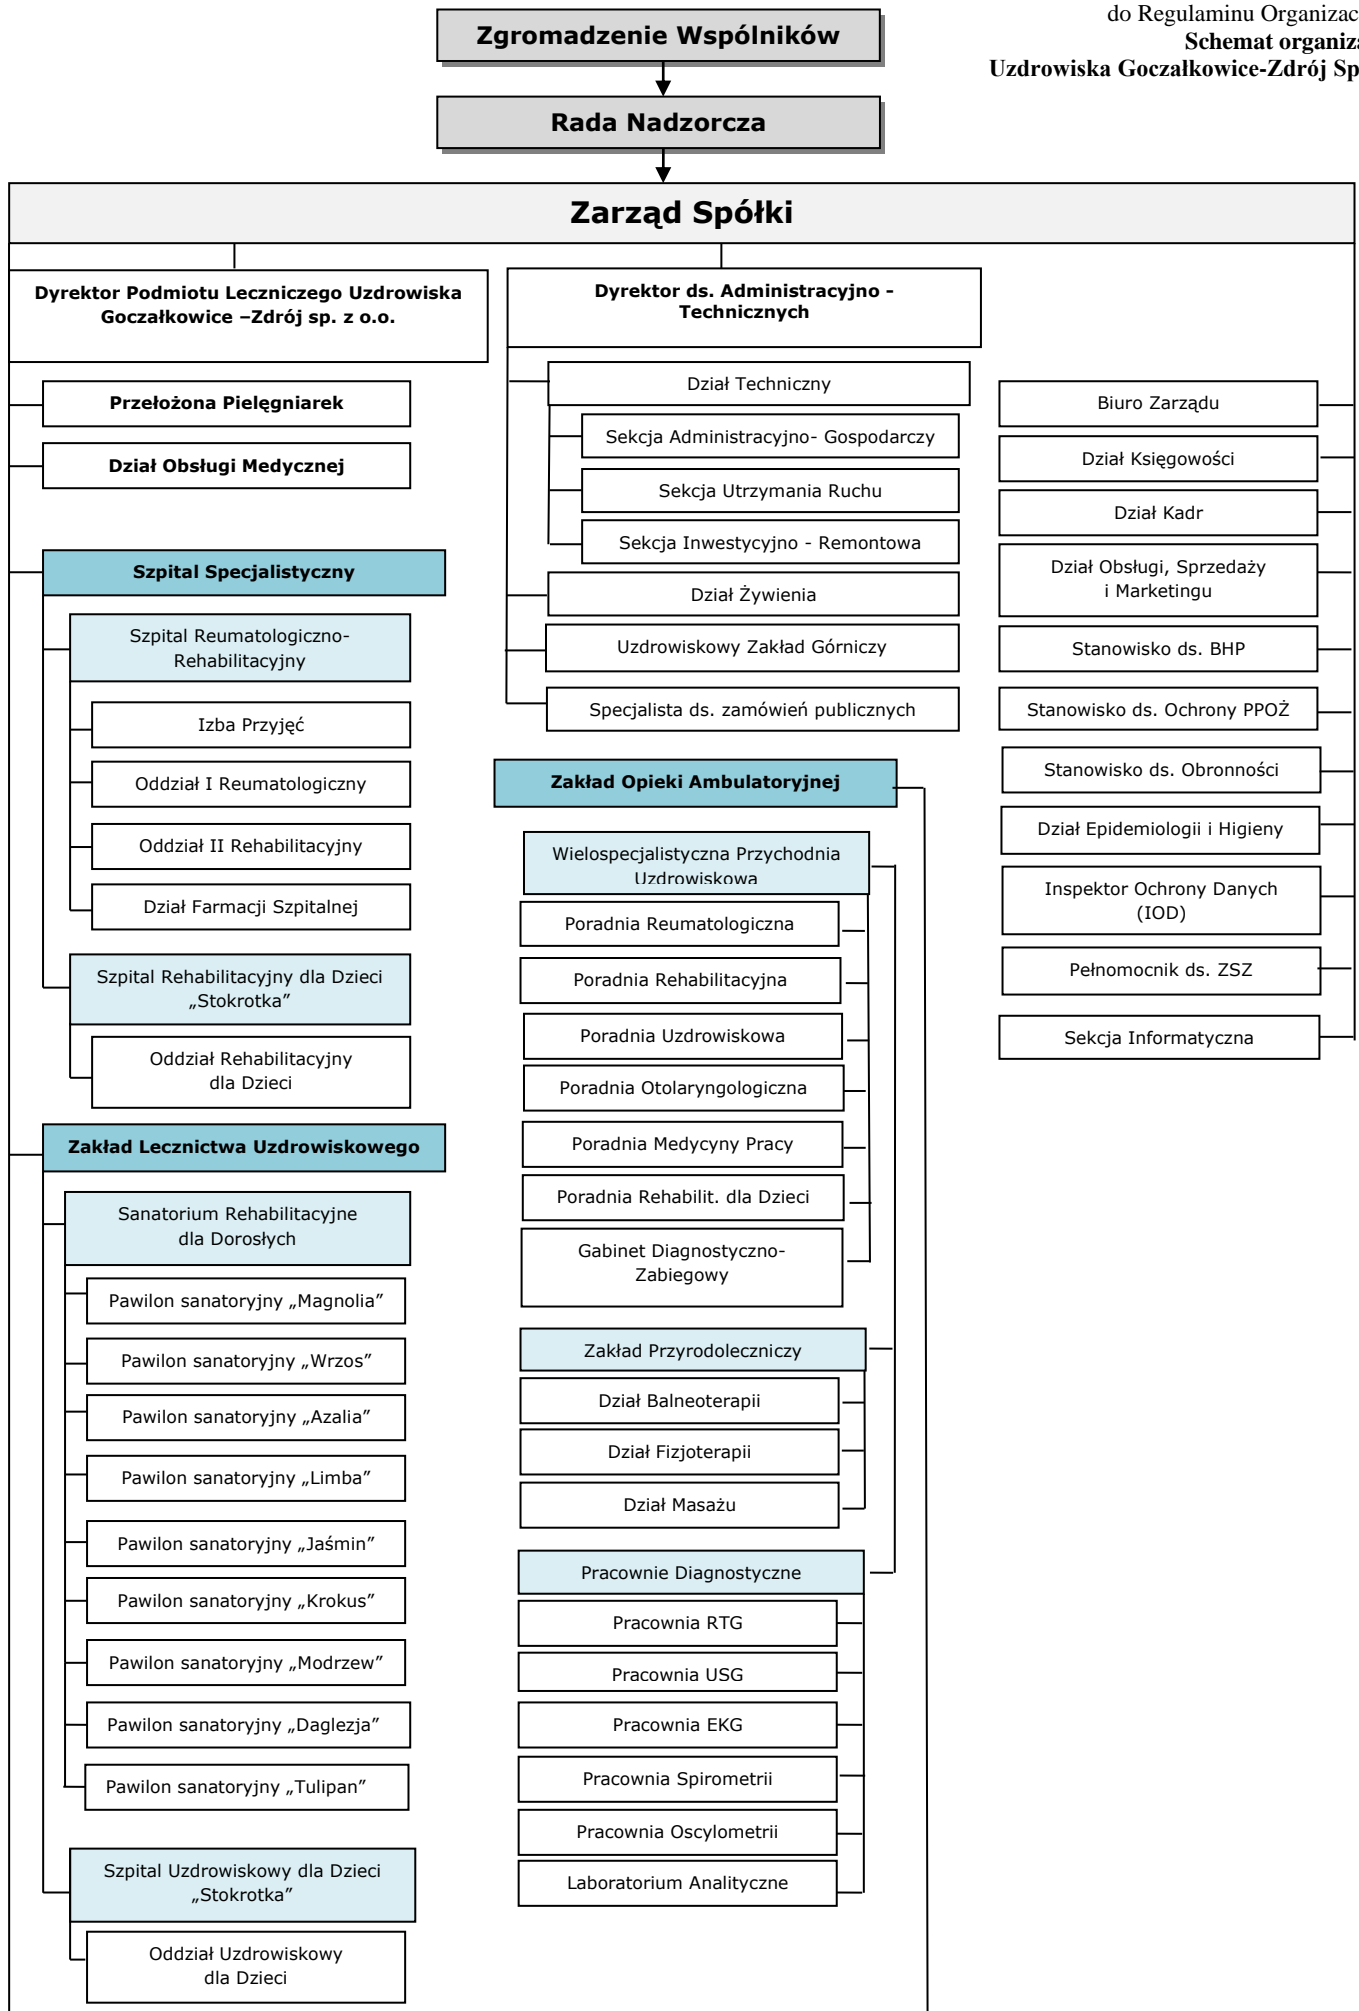 do Regulaminu Organizac
Schemat organiza
Uzdrowiska Goczałkowice-Zdrój Sp
Zgromadzenie Wspólników
Rada Nadzorcza
Zarząd Spółki
Dyrektor Podmiotu Leczniczego Uzdrowiska
Goczałkowice –Zdrój sp. z o.o.
Przełożona Pielęgniarek
Dział Obsługi Medycznej
Szpital Specjalistyczny
Szpital Reumatologiczno-
Rehabilitacyjny
Izba Przyjęć
Oddział I Reumatologiczny
Oddział II Rehabilitacyjny
Dział Farmacji Szpitalnej
Szpital Rehabilitacyjny dla Dzieci
„Stokrotka”
Oddział Rehabilitacyjny
dla Dzieci
Zakład Lecznictwa Uzdrowiskowego
Sanatorium Rehabilitacyjne
dla Dorosłych
Pawilon sanatoryjny „Magnolia”
Pawilon sanatoryjny „Wrzos”
Pawilon sanatoryjny „Azalia”
Pawilon sanatoryjny „Limba”
Pawilon sanatoryjny „Jaśmin”
Pawilon sanatoryjny „Krokus”
Pawilon sanatoryjny „Modrzew”
Pawilon sanatoryjny „Daglezja”
Pawilon sanatoryjny „Tulipan”
Szpital Uzdrowiskowy dla Dzieci
„Stokrotka”
Oddział Uzdrowiskowy
dla Dzieci
Dyrektor ds. Administracyjno -
Technicznych
Dział Techniczny
Sekcja Administracyjno- Gospodarczy
Sekcja Utrzymania Ruchu
Sekcja Inwestycyjno - Remontowa
Dział Żywienia
Uzdrowiskowy Zakład Górniczy
Specjalista ds. zamówień publicznych
Zakład Opieki Ambulatoryjnej
Wielospecjalistyczna Przychodnia
Uzdrowiskowa
Poradnia Reumatologiczna
Poradnia Rehabilitacyjna
Poradnia Uzdrowiskowa
Poradnia Otolaryngologiczna
Poradnia Medycyny Pracy
Poradnia Rehabilit. dla Dzieci
Gabinet Diagnostyczno-
Zabiegowy
Zakład Przyrodoleczniczy
Dział Balneoterapii
Dział Fizjoterapii
Dział Masażu
Pracownie Diagnostyczne
Pracownia RTG
Pracownia USG
Pracownia EKG
Pracownia Spirometrii
Pracownia Oscylometrii
Laboratorium Analityczne
Biuro Zarządu
Dział Księgowości
Dział Kadr
Dział Obsługi, Sprzedaży
i Marketingu
Stanowisko ds. BHP
Stanowisko ds. Ochrony PPOŻ
Stanowisko ds. Obronności
Dział Epidemiologii i Higieny
Inspektor Ochrony Danych
(IOD)
Pełnomocnik ds. ZSZ
Sekcja Informatyczna